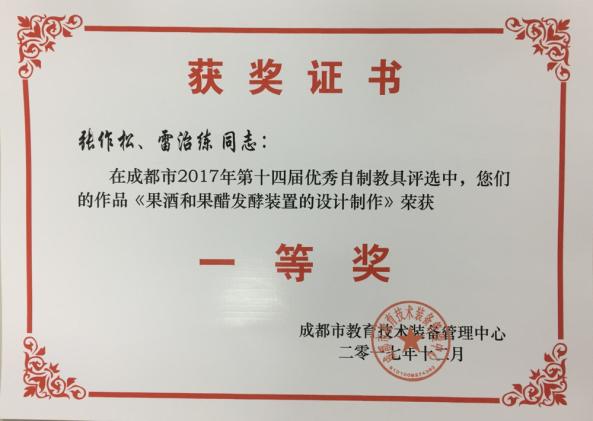 获奖证书
张作松、雷治练同志：
在成都市2017年第十四届优秀自制教具评选中，您们
的作品《果酒和果醋发酵装置的设计制作》荣获
一等奖
成都市教育技术装备管理中心
二零一七年十二月